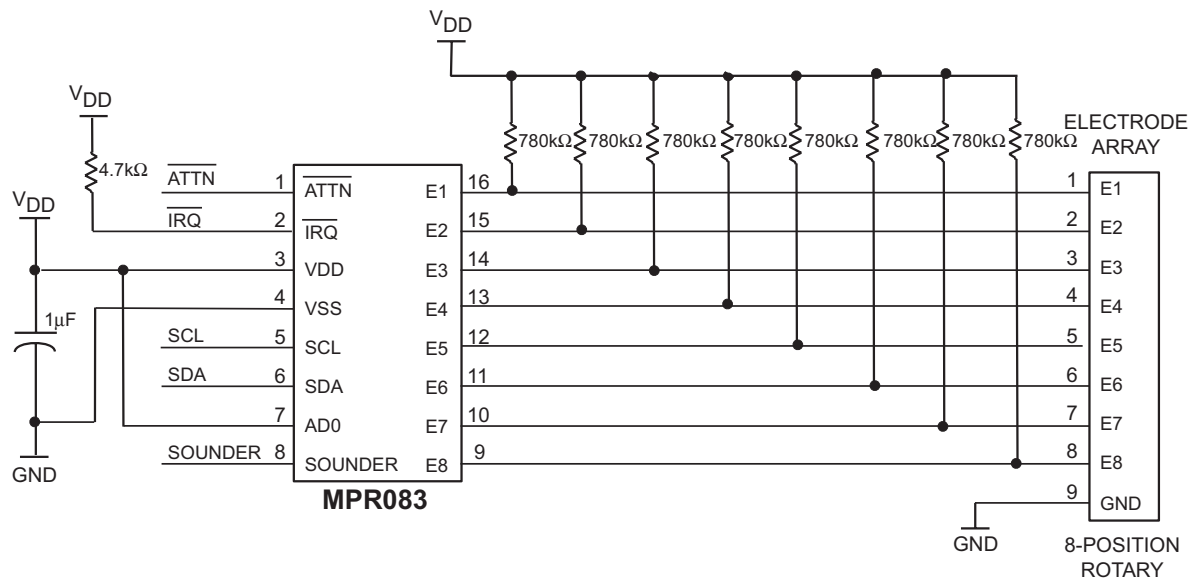 VDD
VDD
780kΩ 780kΩ 780kΩ 780kΩ 780kΩ 780kΩ 780kΩ 780kΩ
ELECTRODE
ARRAY
4.7kΩ
ATTN 1 ATTN E1 16 1 E1
VDD
IRQ 2 IRQ E2 15 2 E2
3 VDD E3 14 3 E3
4 VSS E4 13 4 E4
1μF
SCL 5 SCL E5 12 5 E5
SDA 6 SDA E6 11 6 E6
7 AD0 E7 10 7 E7
SOUNDER 8 SOUNDER E8 9 8 E8
GND
MPR083
9 GND
GND
8-POSITION
ROTARY